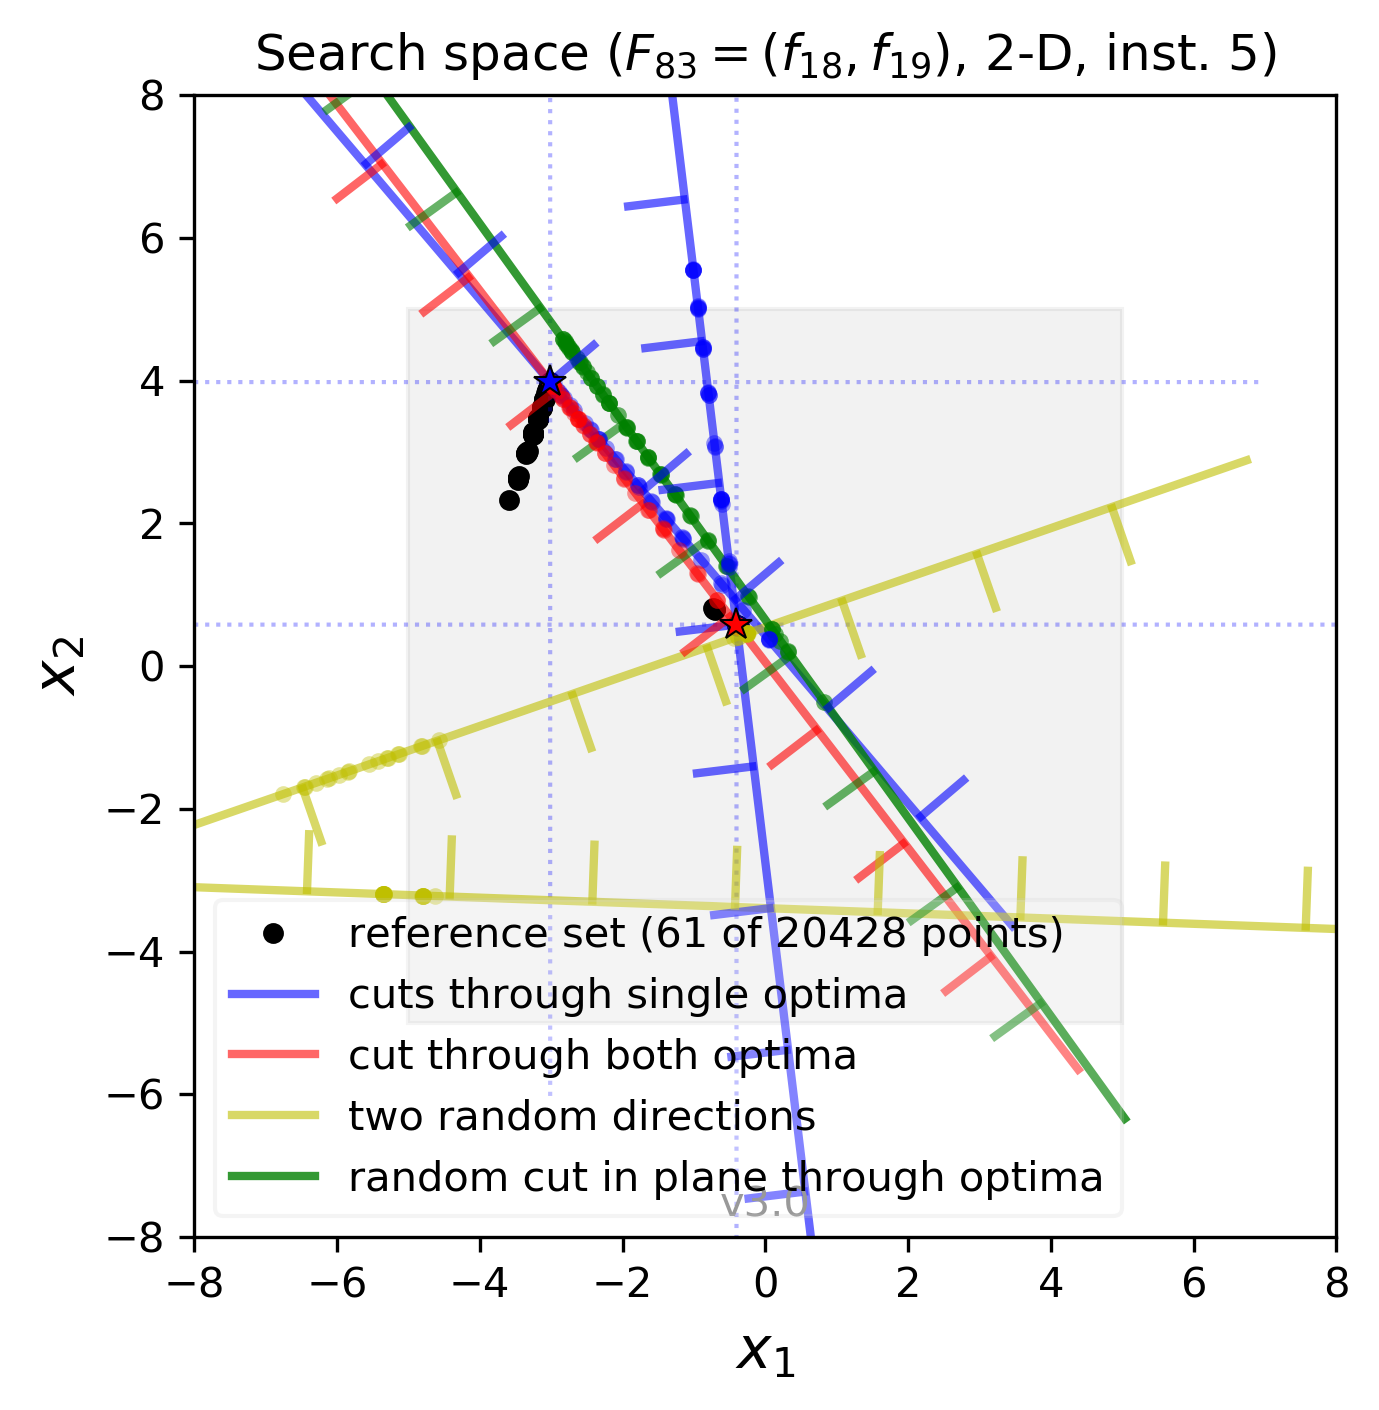 Search space (F₈₃ = (f₁₈, f₁₉), 2-D, inst. 5)
8
6
4
2
0
−2
−4
−6
−8
x₂
reference set (61 of 20428 points)
cuts through single optima
cut through both optima
two random directions
random cut in plane through optima
v3.0
−8 −6 −4 −2 0 2 4 6 8
x₁